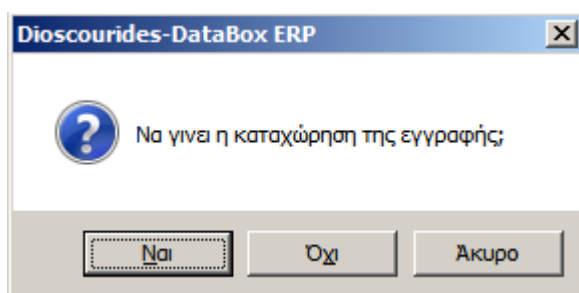 Dioscourides-DataBox ERP
Να γινει η καταχώρηση της εγγραφής;
Ναι Όχι Άκυρο